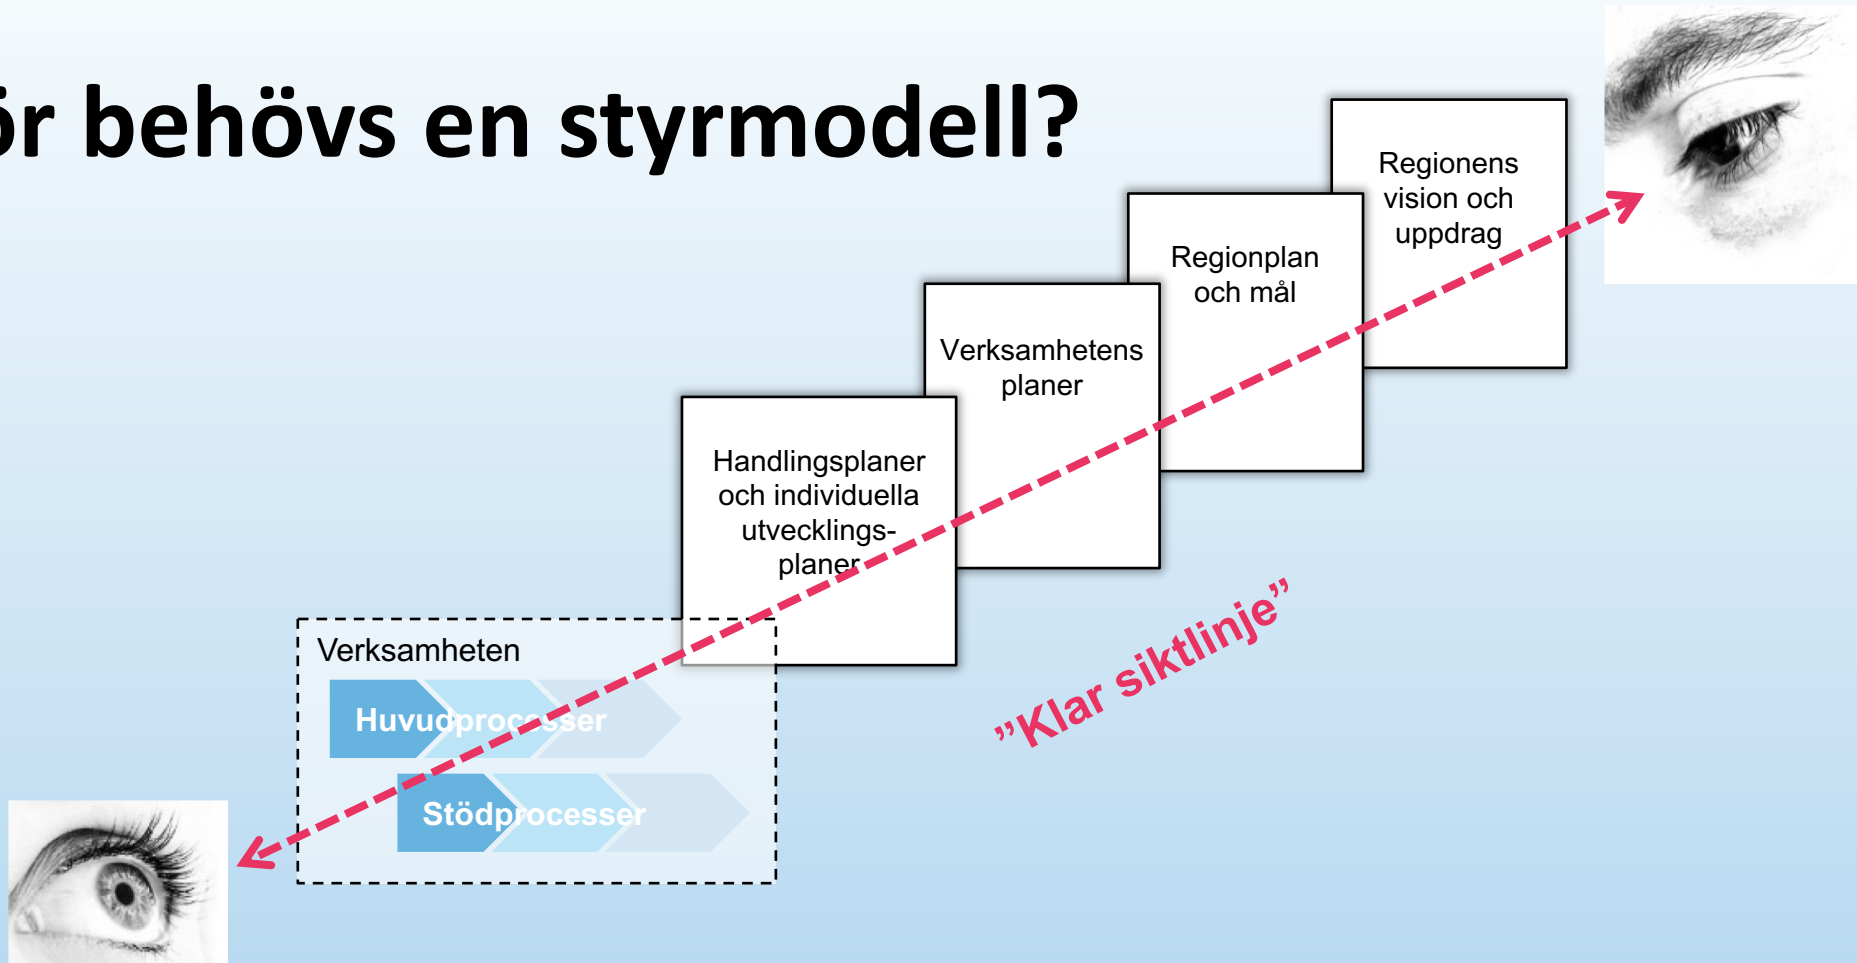 ör behövs en styrmodell?
Regionens
vision och
uppdrag
Regionplan
och mål
Verksamhetens
planer
Handlingsplaner
och individuella
utvecklings-
planer
”Klar siktlinje”
Verksamheten
Huvudprocesser
Stödprocesser